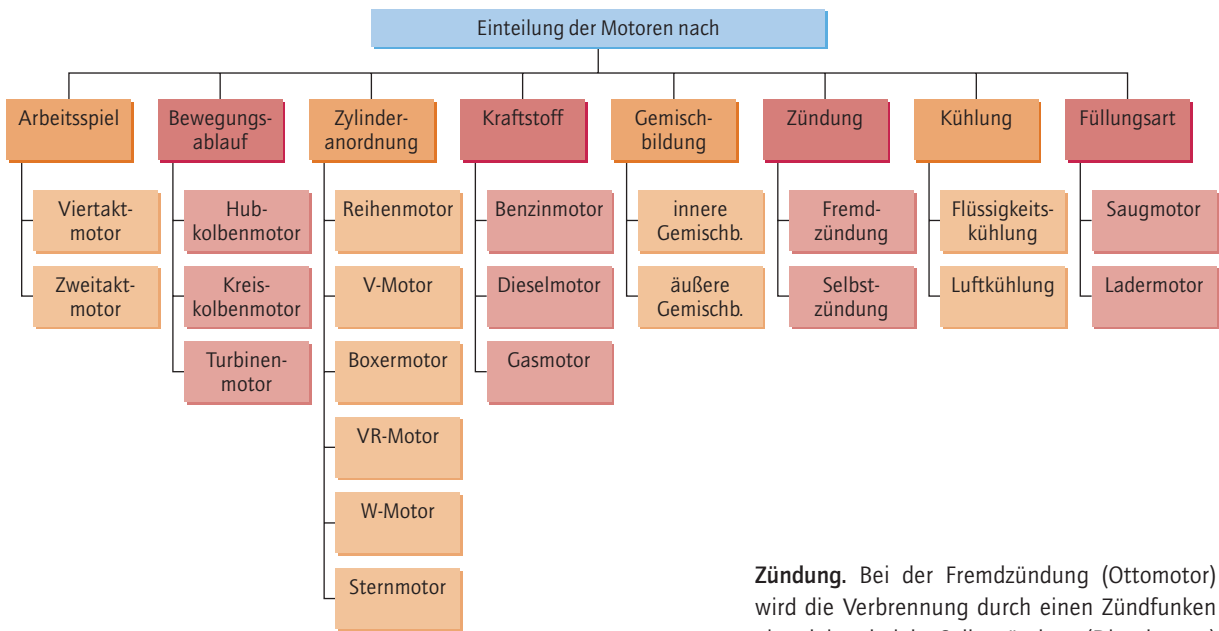 Einteilung der Motoren nach
Arbeitsspiel
Bewegungs-
ablauf
Zylinder-
anordnung
Kraftstoff
Gemisch-
bildung
Zündung
Kühlung
Füllungsart
Viertakt-
motor
Zweitakt-
motor
Hub-
kolbenmotor
Kreis-
kolbenmotor
Turbinen-
motor
Reihenmotor
V-Motor
Boxermotor
VR-Motor
W-Motor
Sternmotor
Benzinmotor
Dieselmotor
Gasmotor
innere
Gemischb.
äußere
Gemischb.
Fremd-
zündung
Selbst-
zündung
Flüssigkeits-
kühlung
Luftkühlung
Saugmotor
Ladermotor
Zündung. Bei der Fremdzündung (Ottomotor)
wird die Verbrennung durch einen Zündfunken